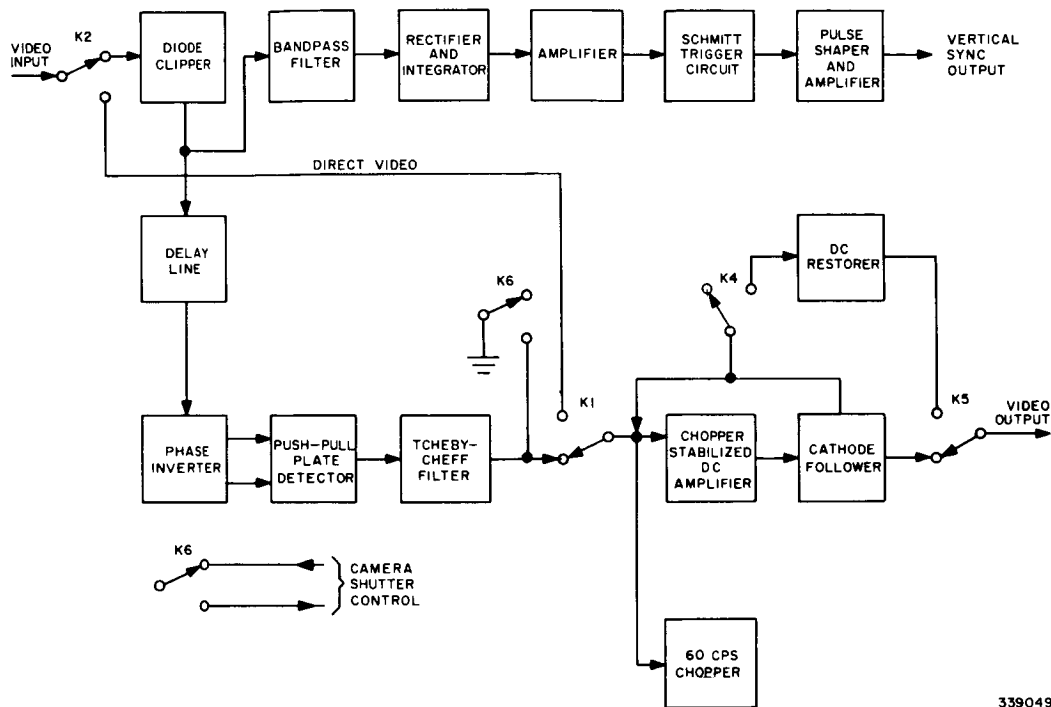 VIDEO
INPUT
K2
DIODE
CLIPPER
BANDPASS
FILTER
RECTIFIER
AND
INTEGRATOR
AMPLIFIER
SCHMITT
TRIGGER
CIRCUIT
PULSE
SHAPER
AND
AMPLIFIER
VERTICAL
SYNC
OUTPUT
DIRECT VIDEO
DELAY
LINE
K6
K4
DC
RESTORER
K1
K5
VIDEO
OUTPUT
PHASE
INVERTER
PUSH-PULL
PLATE
DETECTOR
TCHEBY-
CHEFF
FILTER
CHOPPER
STABILIZED
DC
AMPLIFIER
CATHODE
FOLLOWER
K6
CAMERA
SHUTTER
CONTROL
60 CPS
CHOPPER
339049